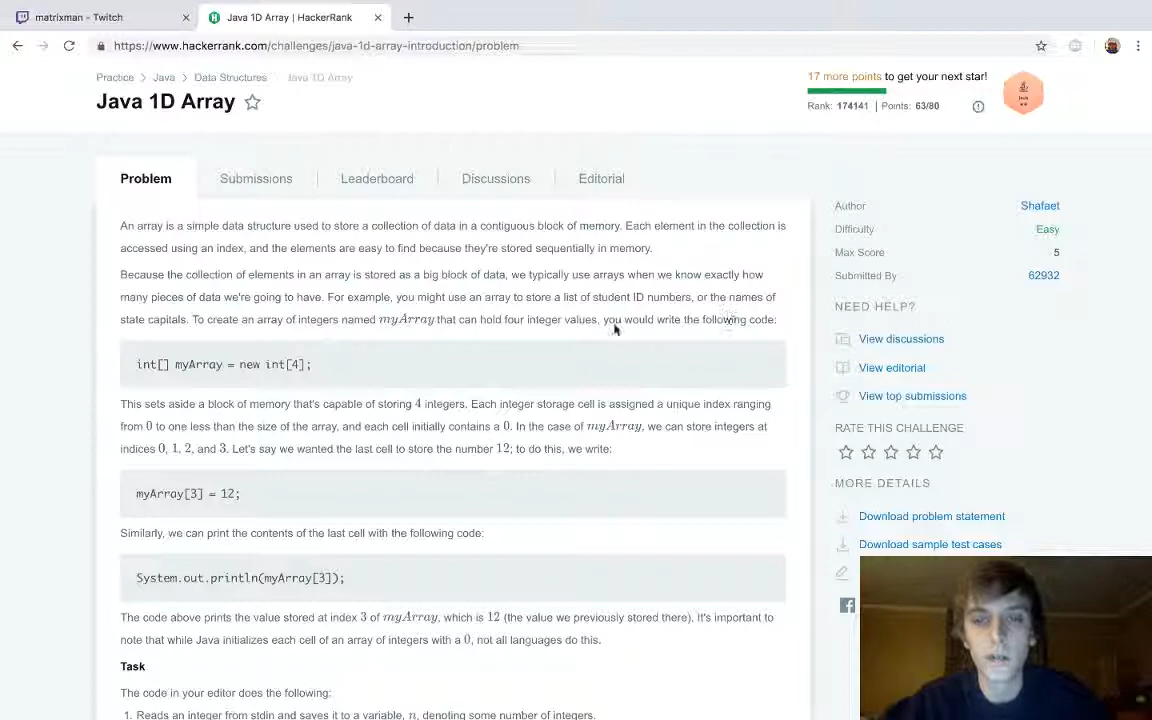 matrixman - Twitch
Java 1D Array | HackerRank
https://www.hackerrank.com/challenges/java-1d-array-introduction/problem
Practice > Java > Data Structures > Java 1D Array
Java 1D Array
17 more points to get your next star!
Rank: 174141 | Points: 63/80
Java
Problem
Submissions
Leaderboard
Discussions
Editorial
An array is a simple data structure used to store a collection of data in a contiguous block of memory. Each element in the collection is
accessed using an index, and the elements are easy to find because they're stored sequentially in memory.
Because the collection of elements in an array is stored as a big block of data, we typically use arrays when we know exactly how
many pieces of data we're going to have. For example, you might use an array to store a list of student ID numbers, or the names of
state capitals. To create an array of integers named myArray that can hold four integer values, you would write the following code:
int[] myArray = new int[4];
This sets aside a block of memory that's capable of storing 4 integers. Each integer storage cell is assigned a unique index ranging
from 0 to one less than the size of the array, and each cell initially contains a 0. In the case of myArray, we can store integers at
indices 0, 1, 2, and 3. Let's say we wanted the last cell to store the number 12; to do this, we write:
myArray[3] = 12;
Similarly, we can print the contents of the last cell with the following code:
System.out.println(myArray[3]);
The code above prints the value stored at index 3 of myArray, which is 12 (the value we previously stored there). It's important to
note that while Java initializes each cell of an array of integers with a 0, not all languages do this.
Task
The code in your editor does the following:
1. Reads an integer from stdin and saves it to a variable, n, denoting some number of integers.
Author
Shafaet
Difficulty
Easy
Max Score
5
Submitted By
62932
NEED HELP?
View discussions
View editorial
View top submissions
RATE THIS CHALLENGE
MORE DETAILS
Download problem statement
Download sample test cases